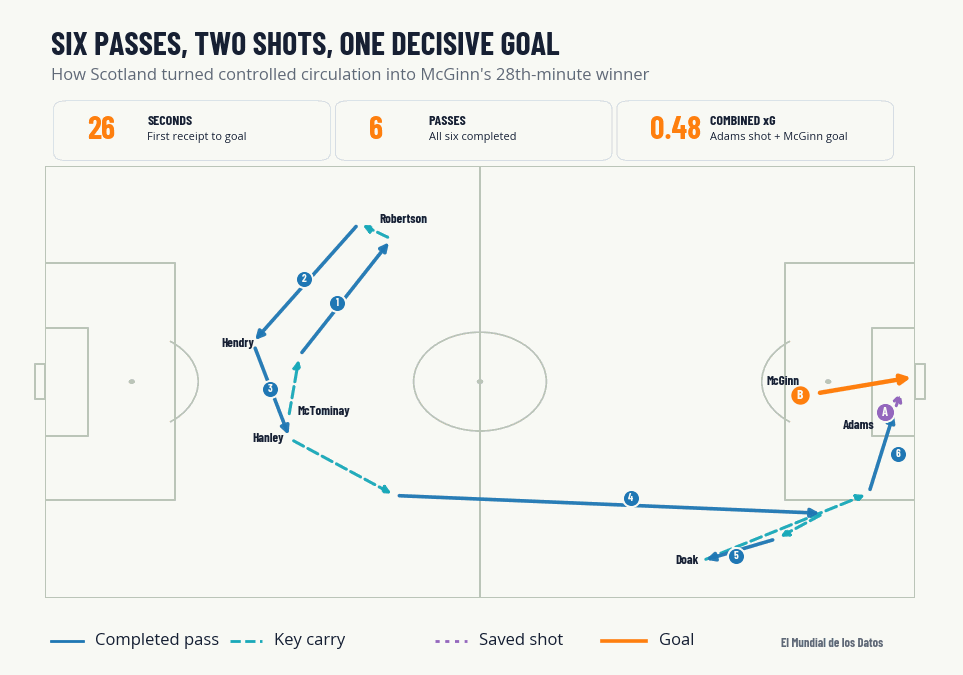 SIX PASSES, TWO SHOTS, ONE DECISIVE GOAL
How Scotland turned controlled circulation into McGinn's 28th-minute winner
26
SECONDS
First receipt to goal
6
PASSES
All six completed
0.48
COMBINED xG
Adams shot + McGinn goal
Robertson
2
1
Hendry
3
McTominay
Hanley
McGinn
B
A
Adams
6
4
5
Doak
Completed pass
Key carry
Saved shot
Goal
El Mundial de los Datos